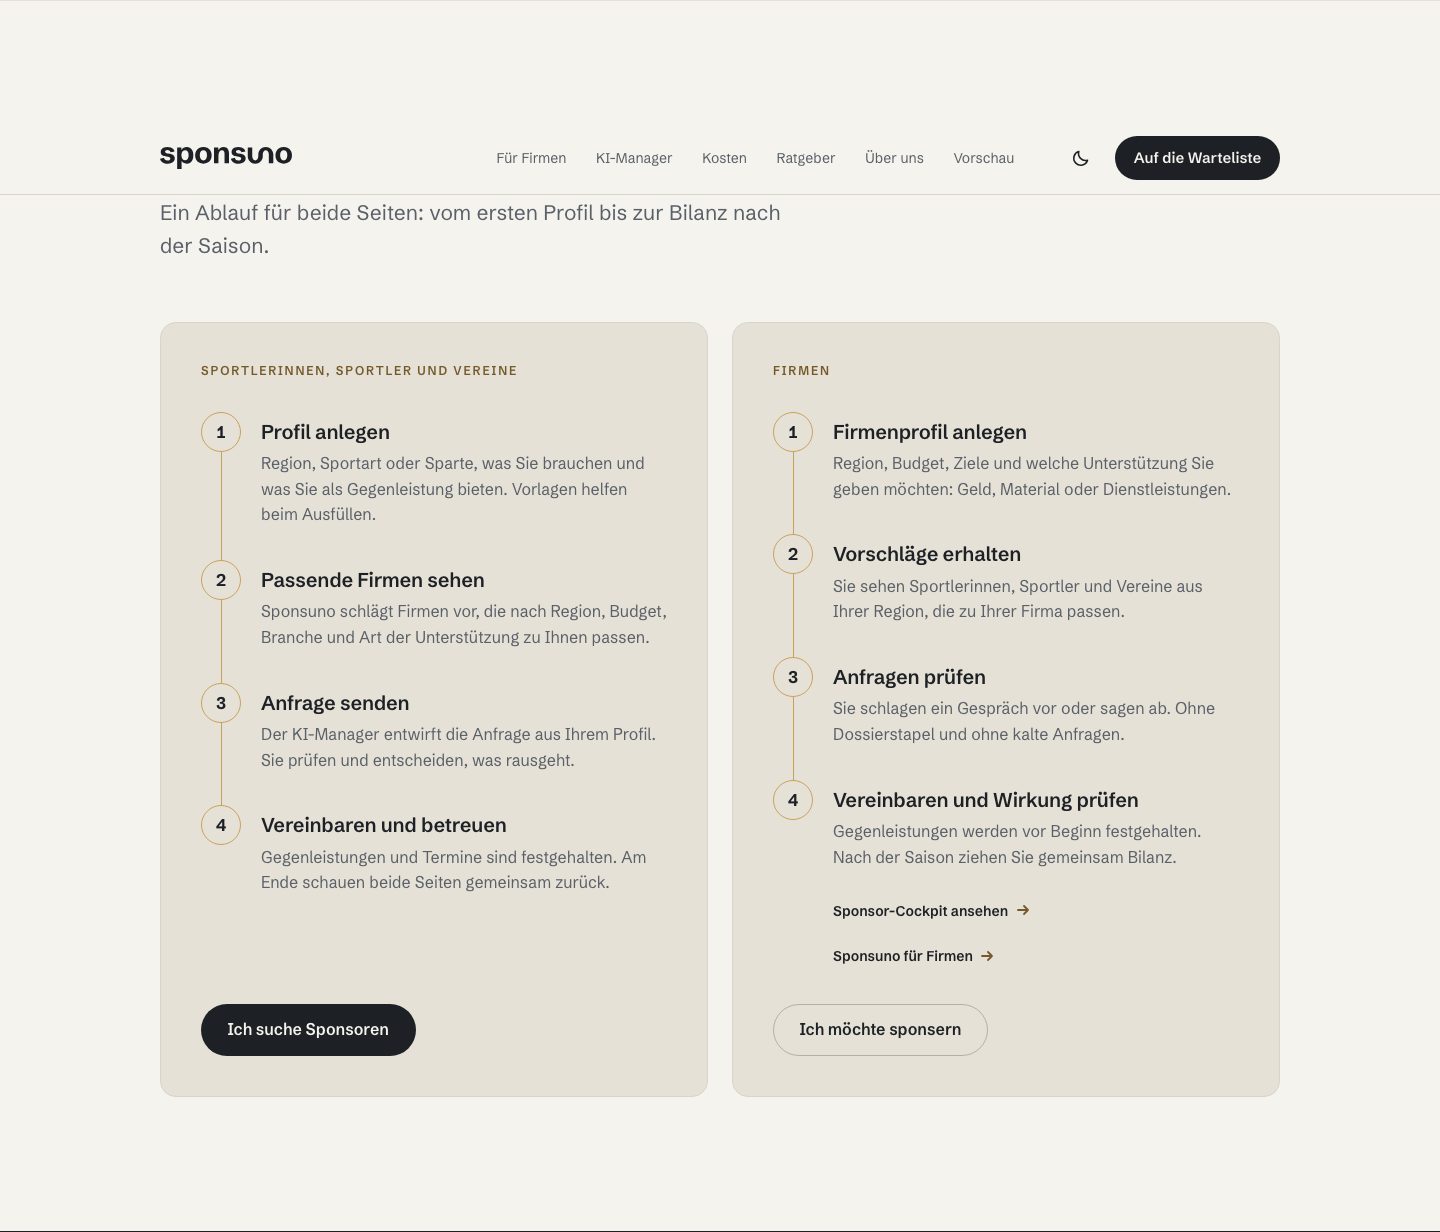 sponsuno
Für Firmen
KI-Manager
Kosten
Ratgeber
Über uns
Vorschau
Auf die Warteliste
Ein Ablauf für beide Seiten: vom ersten Profil bis zur Bilanz nach
der Saison.
SPORTLERINNEN, SPORTLER UND VEREINE
1
Profil anlegen
Region, Sportart oder Sparte, was Sie brauchen und
was Sie als Gegenleistung bieten. Vorlagen helfen
beim Ausfüllen.
2
Passende Firmen sehen
Sponsuno schlägt Firmen vor, die nach Region, Budget,
Branche und Art der Unterstützung zu Ihnen passen.
3
Anfrage senden
Der KI-Manager entwirft die Anfrage aus Ihrem Profil.
Sie prüfen und entscheiden, was rausgeht.
4
Vereinbaren und betreuen
Gegenleistungen und Termine sind festgehalten. Am
Ende schauen beide Seiten gemeinsam zurück.
Ich suche Sponsoren
FIRMEN
1
Firmenprofil anlegen
Region, Budget, Ziele und welche Unterstützung Sie
geben möchten: Geld, Material oder Dienstleistungen.
2
Vorschläge erhalten
Sie sehen Sportlerinnen, Sportler und Vereine aus
Ihrer Region, die zu Ihrer Firma passen.
3
Anfragen prüfen
Sie schlagen ein Gespräch vor oder sagen ab. Ohne
Dossierstapel und ohne kalte Anfragen.
4
Vereinbaren und Wirkung prüfen
Gegenleistungen werden vor Beginn festgehalten.
Nach der Saison ziehen Sie gemeinsam Bilanz.
Sponsor-Cockpit ansehen →
Sponsuno für Firmen →
Ich möchte sponsern